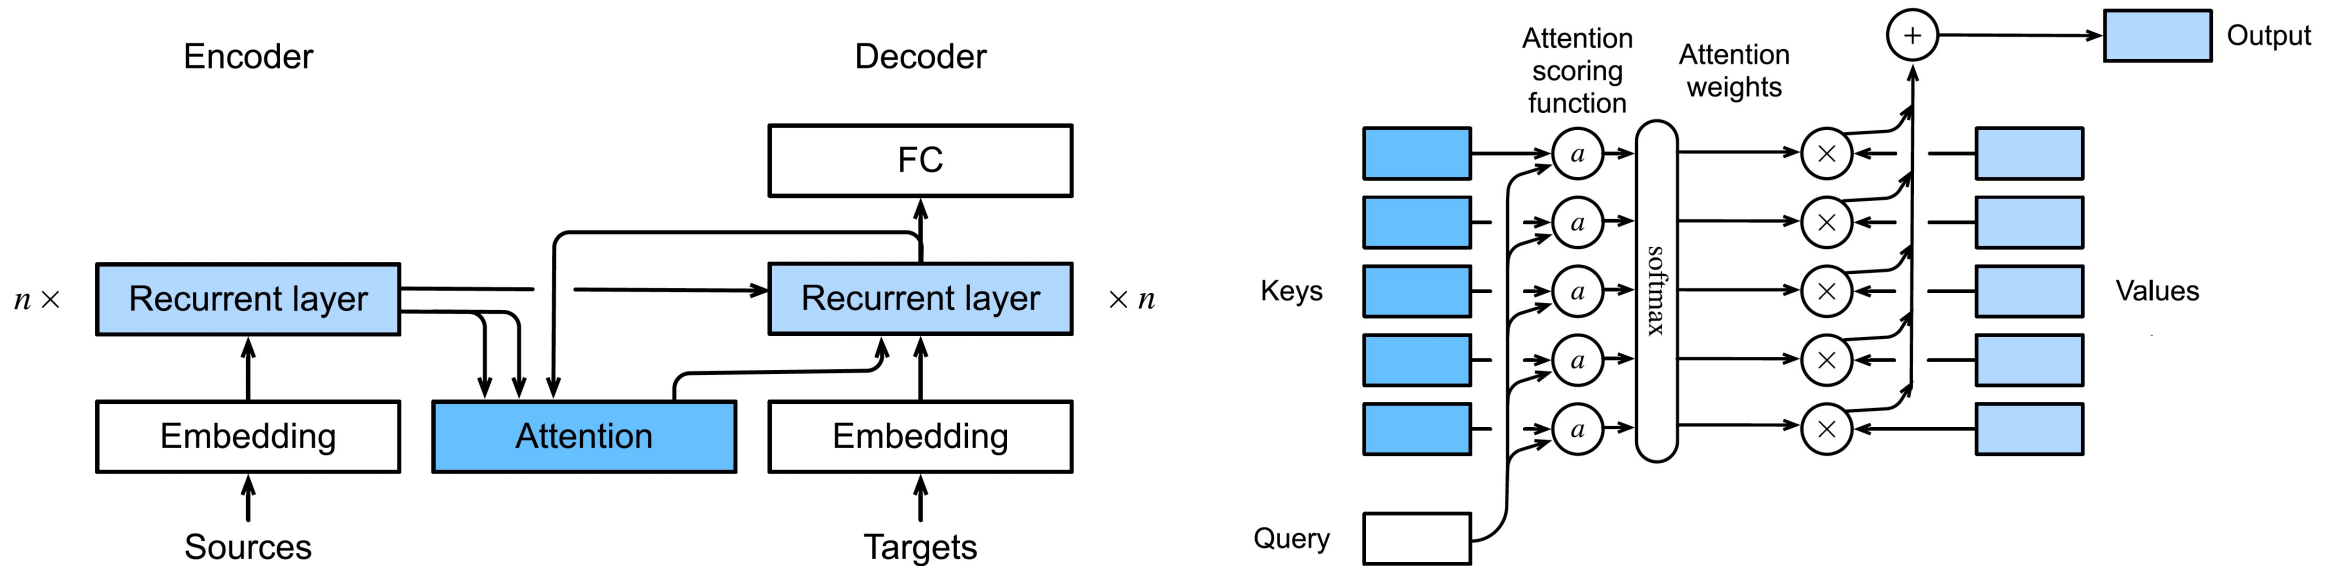 Encoder
Decoder
FC
n ×
Recurrent layer
Recurrent layer
× n
Embedding
Attention
Embedding
Sources
Targets
Attention
scoring
function
Attention
weights
+
Output
a
×
a
×
Keys
a
softmax
×
Values
a
×
a
×
Query